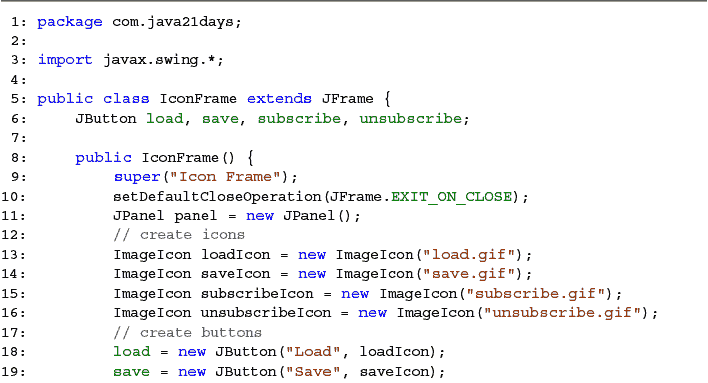 1: package com.java21days;
2:
3: import javax.swing.*;
4:
5: public class IconFrame extends JFrame {
6:     JButton load, save, subscribe, unsubscribe;
7:
8:     public IconFrame() {
9:         super("Icon Frame");
10:         setDefaultCloseOperation(JFrame.EXIT_ON_CLOSE);
11:         JPanel panel = new JPanel();
12:         // create icons
13:         ImageIcon loadIcon = new ImageIcon("load.gif");
14:         ImageIcon saveIcon = new ImageIcon("save.gif");
15:         ImageIcon subscribeIcon = new ImageIcon("subscribe.gif");
16:         ImageIcon unsubscribeIcon = new ImageIcon("unsubscribe.gif");
17:         // create buttons
18:         load = new JButton("Load", loadIcon);
19:         save = new JButton("Save", saveIcon);